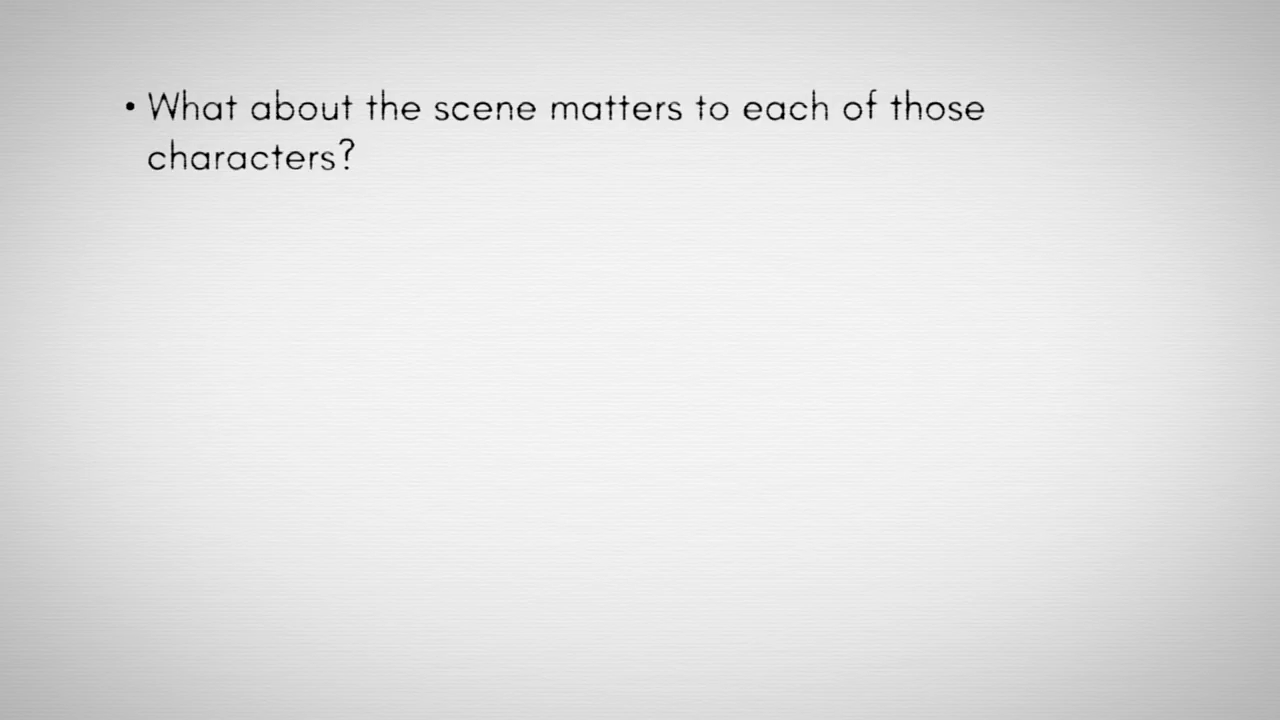 • What about the scene matters to each of those
characters?